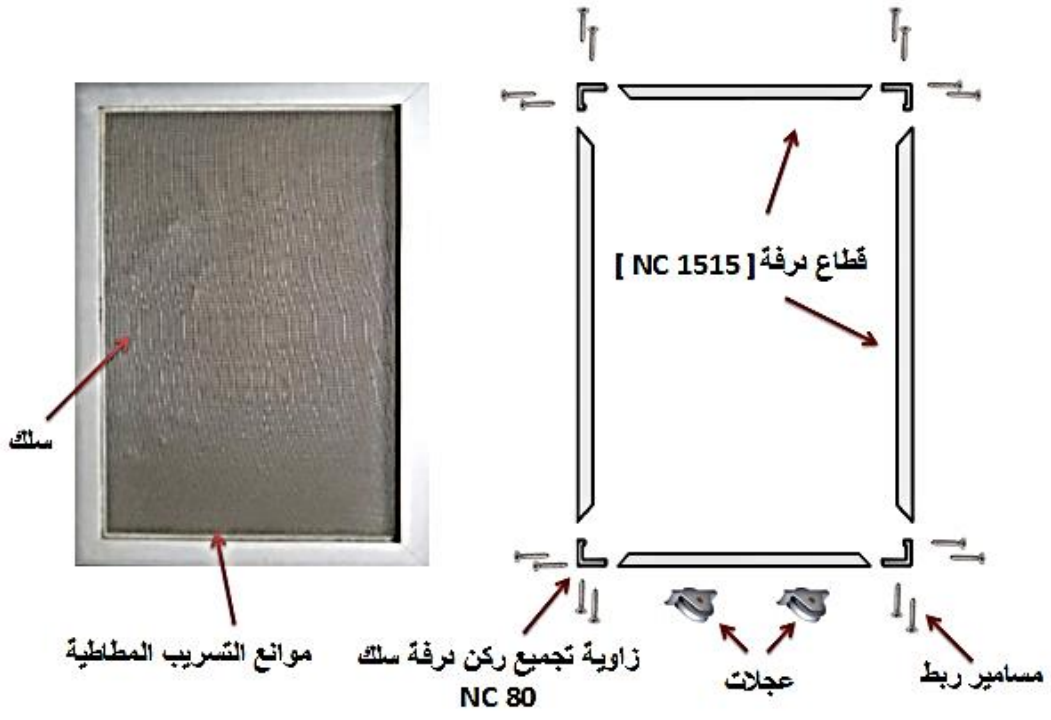 قطاع درفة [ NC 1515 ]
سلك
موانع التسريب المطاطية
زاوية تجميع ركن درفة سلك
NC 80
عجلات
مسامير ربط